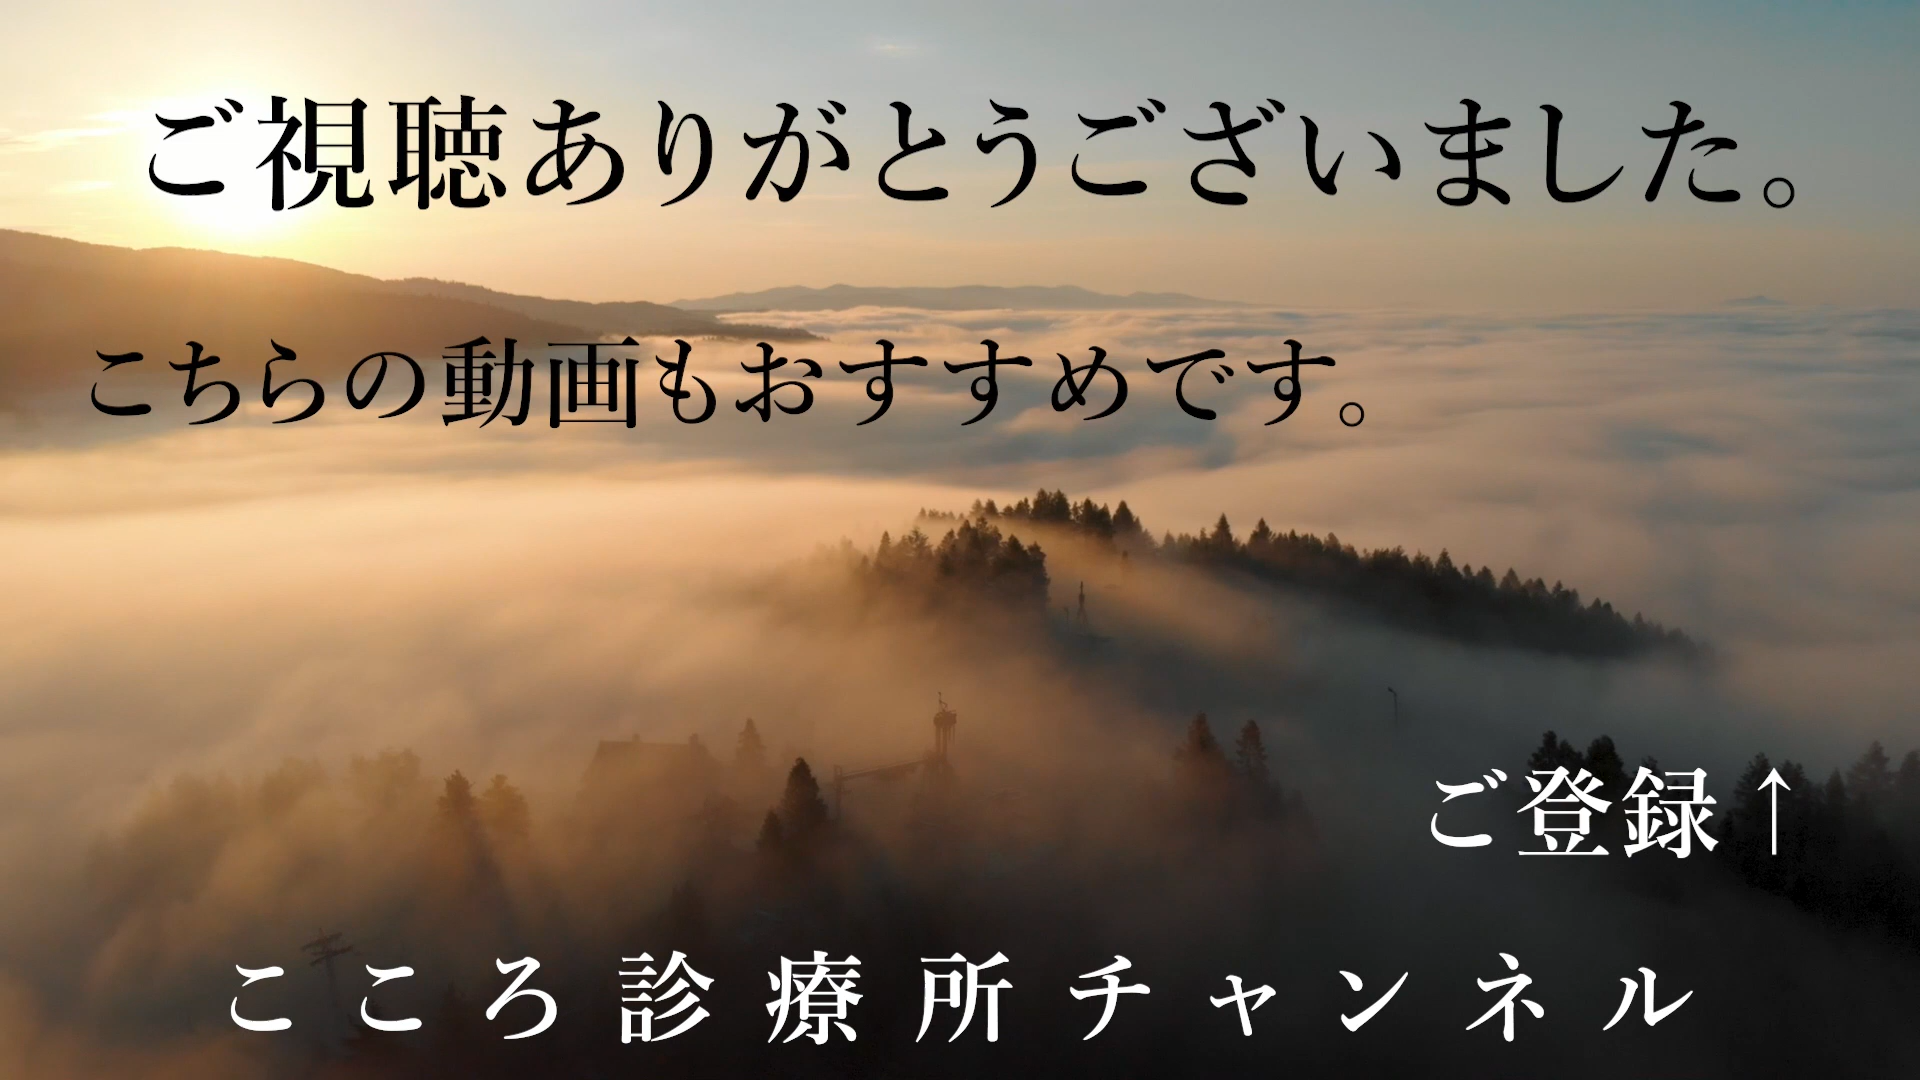 ご視聴ありがとうございました。
こちらの動画もおすすめです。
ご登録↑
こころ診療所チャンネル